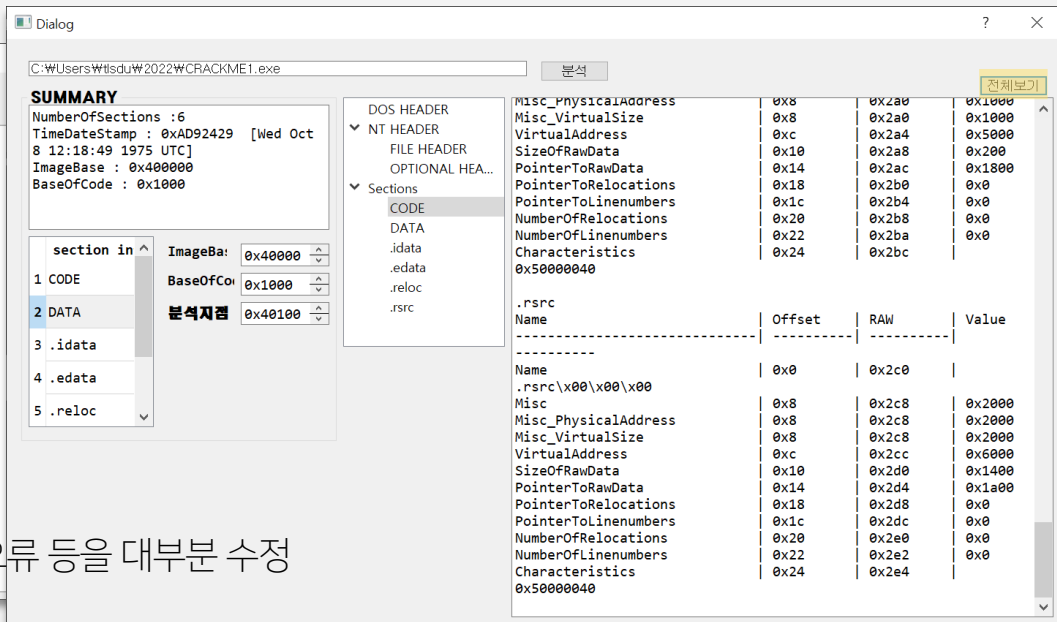 Dialog
?
C:₩Users₩tlsdu₩2022₩CRACKME1.exe
분석
전체보기
SUMMARY
NumberOfSections :6
TimeDateStamp : 0xAD92429  [Wed Oct
8 12:18:49 1975 UTC]
ImageBase : 0x400000
BaseOfCode : 0x1000
section in
1 CODE
2 DATA
3 .idata
4 .edata
5 .reloc
ImageBa:
0x40000
BaseOfCo
0x1000
분석지점
0x40100
DOS HEADER
NT HEADER
FILE HEADER
OPTIONAL HEA...
Sections
CODE
DATA
.idata
.edata
.reloc
.rsrc
Misc_PhysicalAddress | 0x8 | 0x2a0 | 0x1000
Misc_VirtualSize | 0x8 | 0x2a0 | 0x1000
VirtualAddress | 0xc | 0x2a4 | 0x5000
SizeOfRawData | 0x10 | 0x2a8 | 0x200
PointerToRawData | 0x14 | 0x2ac | 0x1800
PointerToRelocations | 0x18 | 0x2b0 | 0x0
PointerToLinenumbers | 0x1c | 0x2b4 | 0x0
NumberOfRelocations | 0x20 | 0x2b8 | 0x0
NumberOfLinenumbers | 0x22 | 0x2ba | 0x0
Characteristics | 0x24 | 0x2bc |
0x50000040
.rsrc
Name | Offset | RAW | Value
------------------------------| ----------| ----------|
----------
Name | 0x0 | 0x2c0 |
.rsrc\x00\x00\x00
Misc | 0x8 | 0x2c8 | 0x2000
Misc_PhysicalAddress | 0x8 | 0x2c8 | 0x2000
Misc_VirtualSize | 0x8 | 0x2c8 | 0x2000
VirtualAddress | 0xc | 0x2cc | 0x6000
SizeOfRawData | 0x10 | 0x2d0 | 0x1400
PointerToRawData | 0x14 | 0x2d4 | 0x1a00
PointerToRelocations | 0x18 | 0x2d8 | 0x0
PointerToLinenumbers | 0x1c | 0x2dc | 0x0
NumberOfRelocations | 0x20 | 0x2e0 | 0x0
NumberOfLinenumbers | 0x22 | 0x2e2 | 0x0
Characteristics | 0x24 | 0x2e4 |
0x50000040
오류 등을 대부분 수정